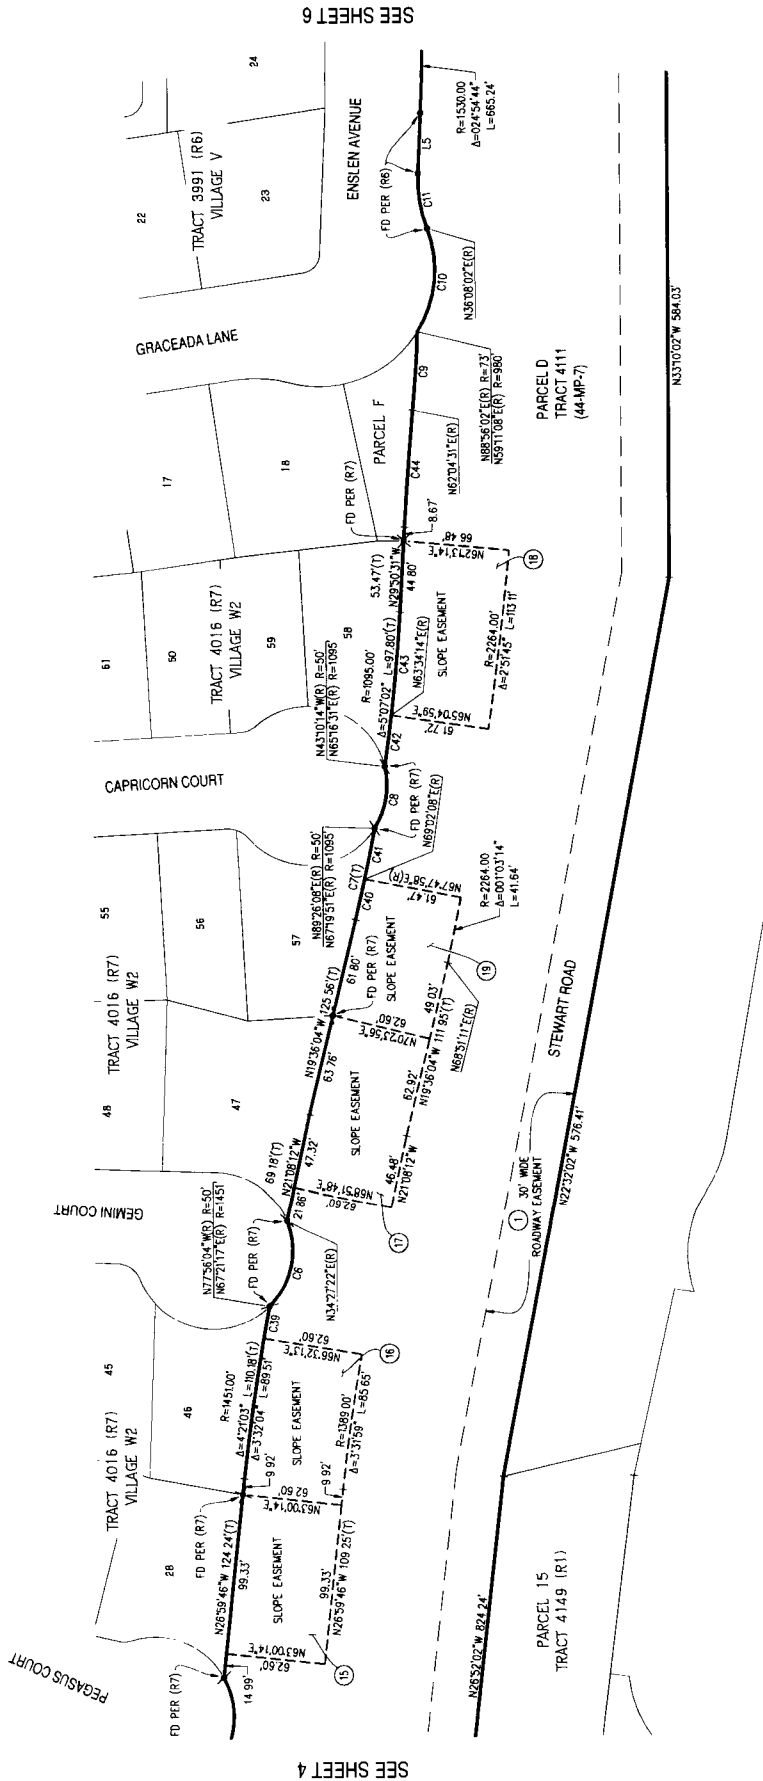 SEE SHEET 6
24
TRACT 3991 (R6)
VILLAGE V
22
23
ENSLEN AVENUE
R=1530.00
Δ=024°54'44"
L=665.24'
L5
FD PER (R6)
C11
N36°08'02"E(R)
C10
GRACEADA LANE
N88°56'02"E(R) R=73'
N59°11'08"E(R) R=980'
C9
PARCEL D
TRACT 4111
(44-MP-7)
N33°10'02"W 584.03'
17
18
PARCEL F
N62°04'31"E(R)
C44
FD PER (R7)
8.67'
66.48'
N62°13'14"E
18
53.47'(T)
N29°50'31"W
44.80'
61
50
59
58
TRACT 4016 (R7)
VILLAGE W2
R=1095.00'
Δ=5°07'02" L=97.80'(T)
C43
N63°34'14"E(R)
SLOPE EASEMENT
R=2264.00'
Δ=2°51'45" L=113.11'
N65°04'59"E
61.72'
N43°10'14"W(R) R=50'
N65°16'31"E(R) R=1095'
C42
C8
FD PER (R7)
CAPRICORN COURT
N69°02'08"E(R)
C41
N89°26'08"E(R) R=50'
N67°19'51"E(R) R=1095'
C7(T)
C40
N67°47'58"E(R)
61.47'
R=2264.00
Δ=001°03'14"
L=41.64'
55
56
57
TRACT 4016 (R7)
VILLAGE W2
61.80'
N19°36'04"W 125.56'(T)
63.76'
FD PER (R7)
SLOPE EASEMENT
19
49.03'
N68°51'11"E(R)
62.60'
N70°23'56"E
N19°36'04"W 111.95'(T)
62.92'
STEWART ROAD
48
47
SLOPE EASEMENT
69.18'(T)
N21°08'12"W
47.32'
21.86'
46.48'
N21°08'12"W
N68°51'48"E
62.60'
17
1
30' WIDE
ROADWAY EASEMENT
N22°32'02"W 576.41'
GEMINI COURT
N77°56'04"W(R) R=50'
N67°21'17"E(R) R=1451'
FD PER (R7)
N34°27'22"E(R)
C6
C39
62.60'
N66°32'13"E
16
45
46
TRACT 4016 (R7)
VILLAGE W2
R=1451.00'
Δ=4°21'03" L=110.18'(T)
Δ=3°32'04" L=89.51'
SLOPE EASEMENT
R=1389.00'
Δ=3°31'59" L=85.65'
9.92'
9.92'
62.60'
N63°00'14"E
28
FD PER (R7)
N26°59'46"W 124.24'(T)
99.33'
SLOPE EASEMENT
99.33'
N26°59'46"W 109.25'(T)
N63°00'14"E
62.60'
15
14.99'
FD PER (R7)
PEGASUS COURT
N26°52'02"W 824.24'
PARCEL 15
TRACT 4149 (R1)
SEE SHEET 4